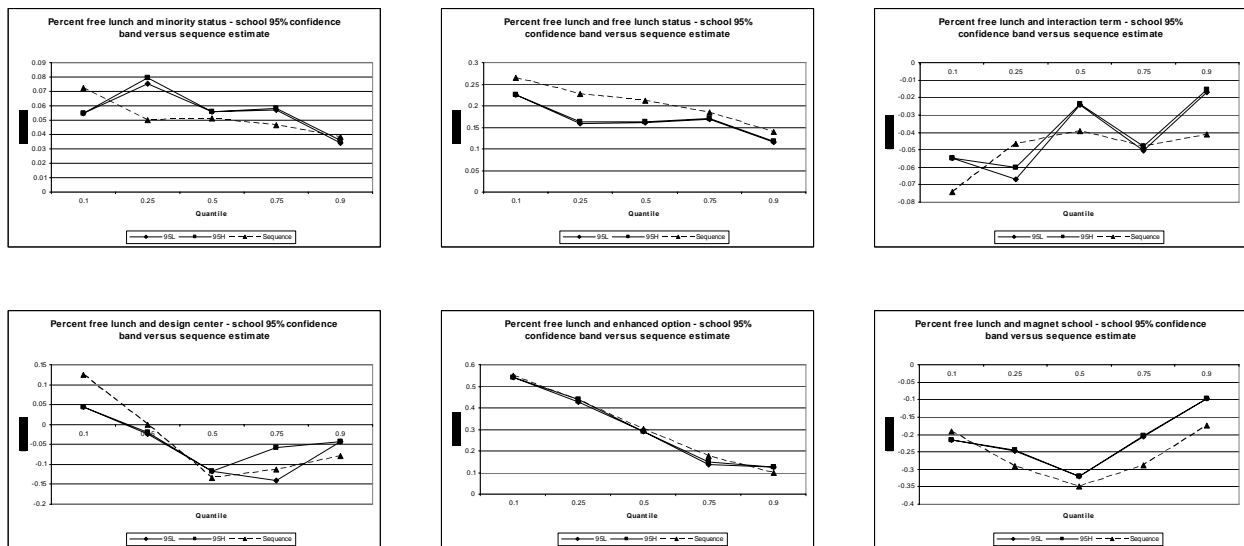 Percent free lunch and minority status - school 95% confidence
band versus sequence estimate
0.09
0.08
0.07
0.06
0.05
0.04
0.03
0.02
0.01
0
0.1 0.25 0.5 0.75 0.9
Quantile
95L 95H Sequence
Percent free lunch and free lunch status - school 95%
confidence band versus sequence estimate
0.3
0.25
0.2
0.15
0.1
0.05
0
0.1 0.25 0.5 0.75 0.9
Quantile
95L 95H Sequence
Percent free lunch and interaction term - school 95%
confidence band versus sequence estimate
0
-0.01
-0.02
-0.03
-0.04
-0.05
-0.06
-0.07
-0.08
0.1 0.25 0.5 0.75 0.9
Quantile
95L 95H Sequence
Percent free lunch and design center - school 95% confidence
band versus sequence estimate
0.15
0.1
0.05
0
-0.05
-0.1
-0.15
-0.2
0.1 0.25 0.5 0.75 0.9
Quantile
95L 95H Sequence
Percent free lunch and enhanced option - school 95%
confidence band versus sequence estimate
0.6
0.5
0.4
0.3
0.2
0.1
0
0.1 0.25 0.5 0.75 0.9
Quantile
95L 95H Sequence
Percent free lunch and magnet school - school 95% confidence
band versus sequence estimate
0
-0.05
-0.1
-0.15
-0.2
-0.25
-0.3
-0.35
-0.4
0.1 0.25 0.5 0.75 0.9
Quantile
95L 95H Sequence